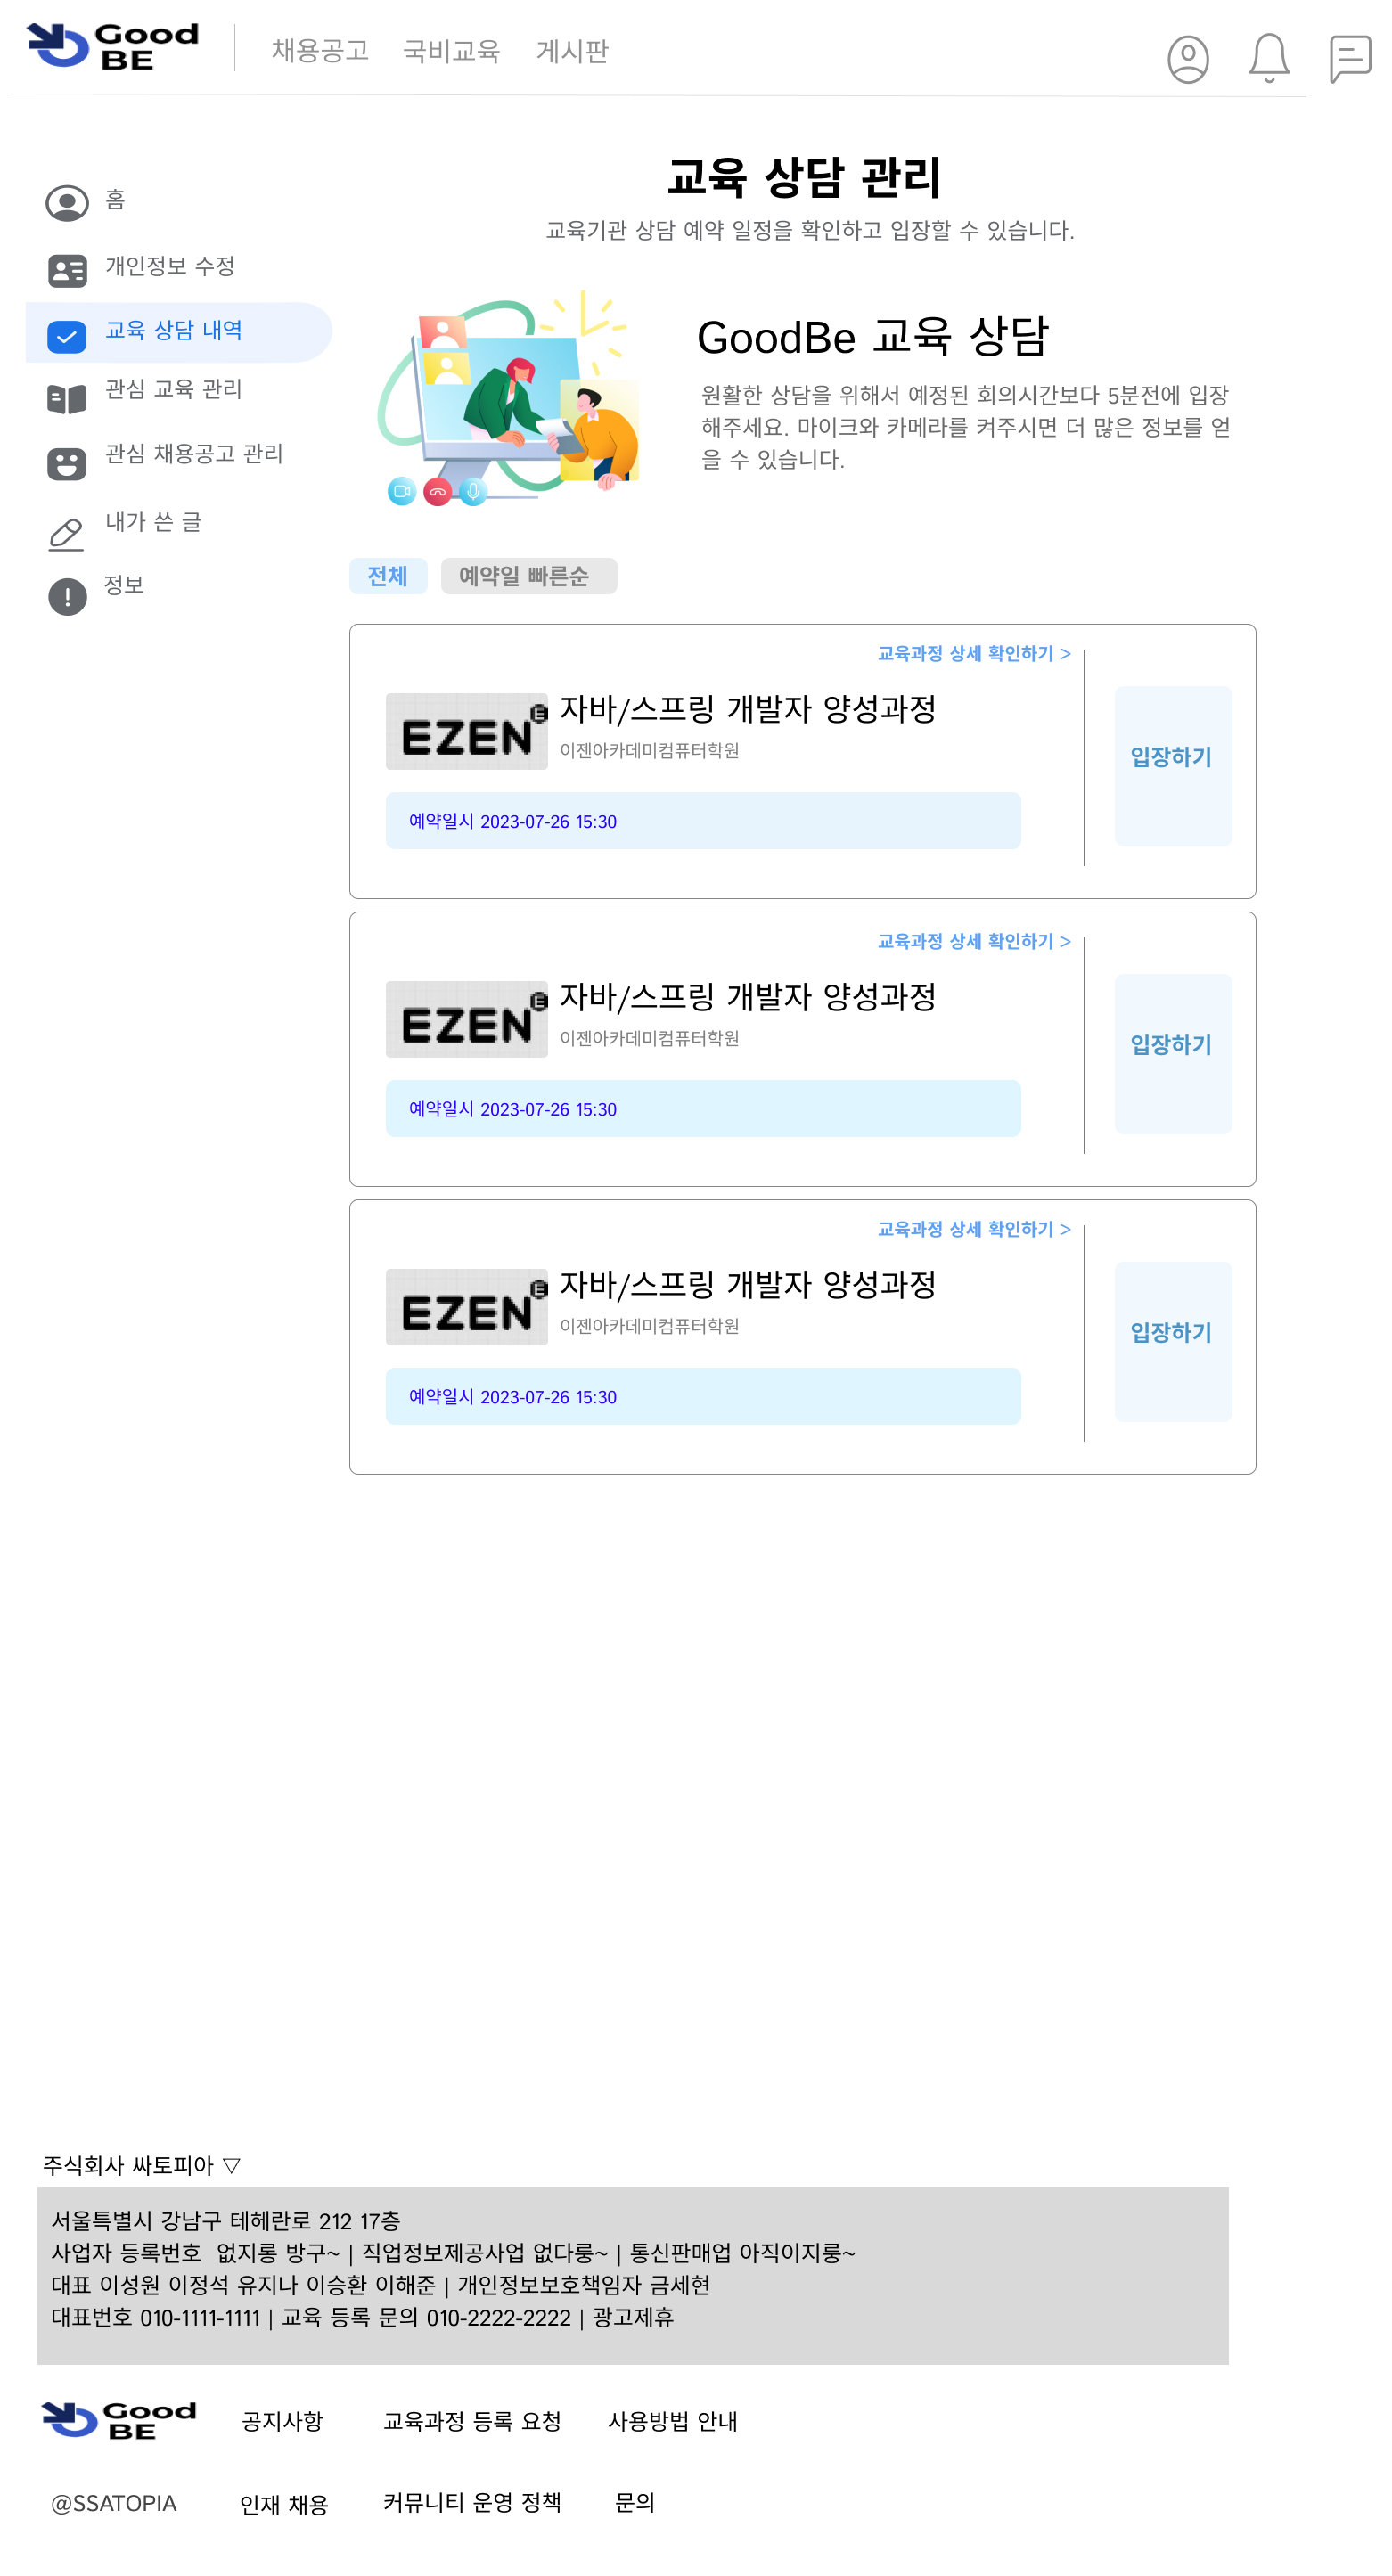 Good
BE
채용공고
국비교육
게시판
홈
개인정보 수정
교육 상담 내역
관심 교육 관리
관심 채용공고 관리
내가 쓴 글
정보
교육 상담 관리
교육기관 상담 예약 일정을 확인하고 입장할 수 있습니다.
GoodBe 교육 상담
원활한 상담을 위해서 예정된 회의시간보다 5분전에 입장
해주세요. 마이크와 카메라를 켜주시면 더 많은 정보를 얻
을 수 있습니다.
전체
예약일 빠른순
교육과정 상세 확인하기 >
EZEN E
자바/스프링 개발자 양성과정
이젠아카데미컴퓨터학원
예약일시 2023-07-26 15:30
입장하기
교육과정 상세 확인하기 >
EZEN E
자바/스프링 개발자 양성과정
이젠아카데미컴퓨터학원
예약일시 2023-07-26 15:30
입장하기
교육과정 상세 확인하기 >
EZEN E
자바/스프링 개발자 양성과정
이젠아카데미컴퓨터학원
예약일시 2023-07-26 15:30
입장하기
주식회사 싸토피아 ▽
서울특별시 강남구 테헤란로 212 17층
사업자 등록번호 없지롱 방구~ | 직업정보제공사업 없다룽~ | 통신판매업 아직이지룽~
대표 이성원 이정석 유지나 이승환 이해준 | 개인정보보호책임자 금세현
대표번호 010-1111-1111 | 교육 등록 문의 010-2222-2222 | 광고제휴
Good
BE
공지사항
교육과정 등록 요청
사용방법 안내
@SSATOPIA
인재 채용
커뮤니티 운영 정책
문의